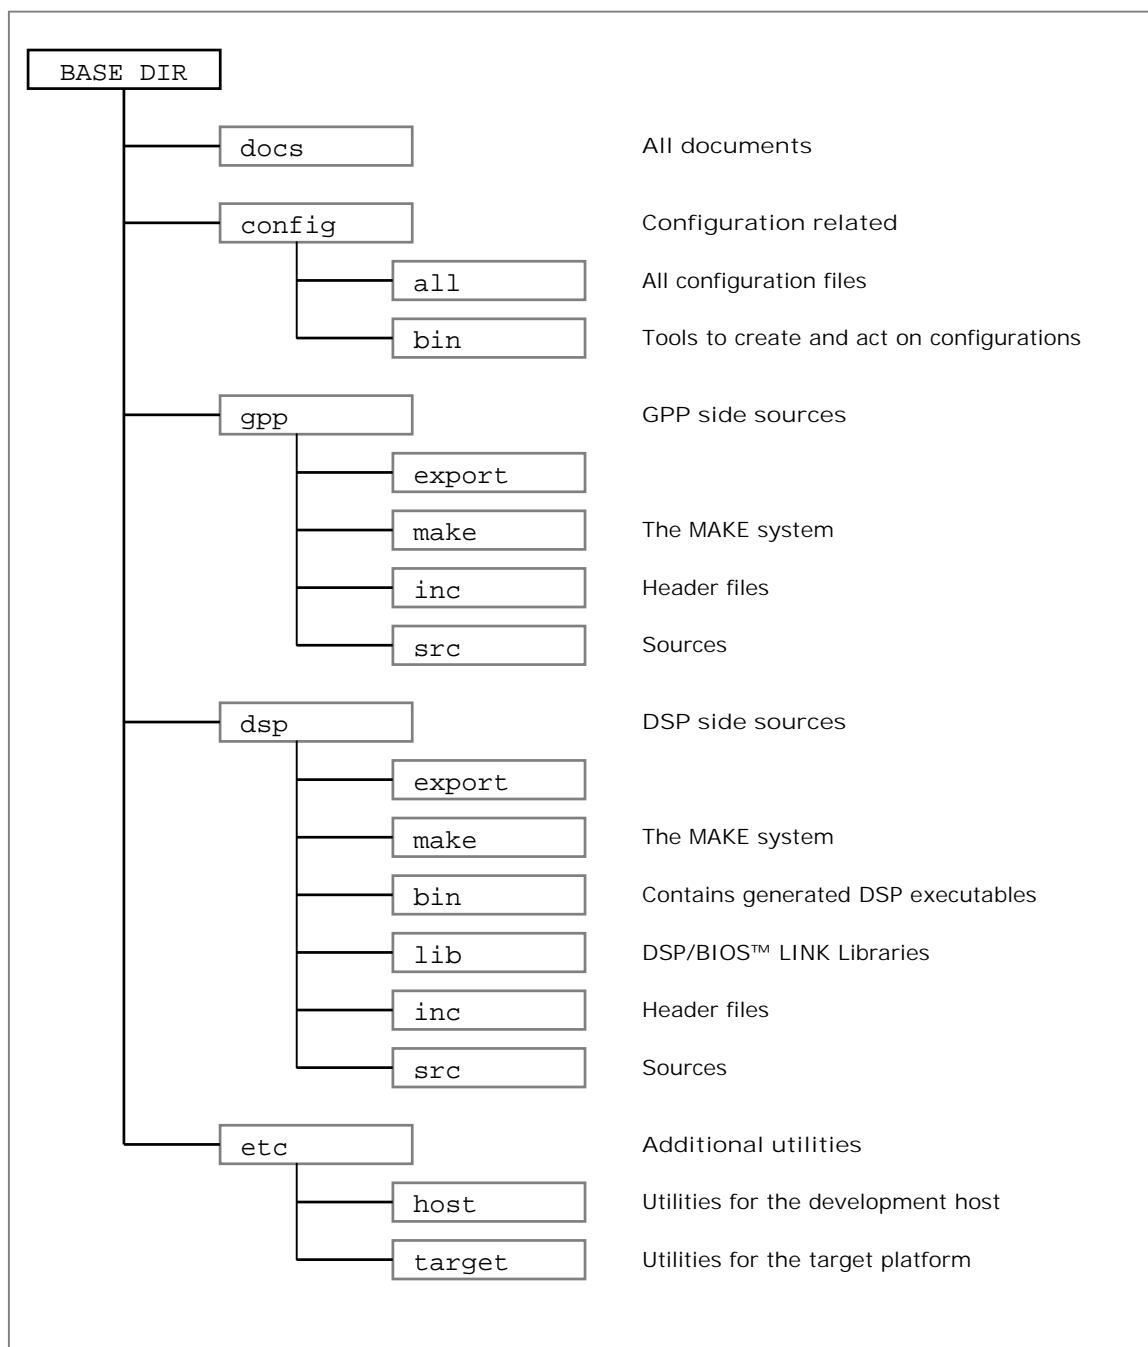 BASE DIR
docs All documents
config Configuration related
all All configuration files
bin Tools to create and act on configurations
gpp GPP side sources
export
make The MAKE system
inc Header files
src Sources
dsp DSP side sources
export
make The MAKE system
bin Contains generated DSP executables
lib DSP/BIOS™ LINK Libraries
inc Header files
src Sources
etc Additional utilities
host Utilities for the development host
target Utilities for the target platform